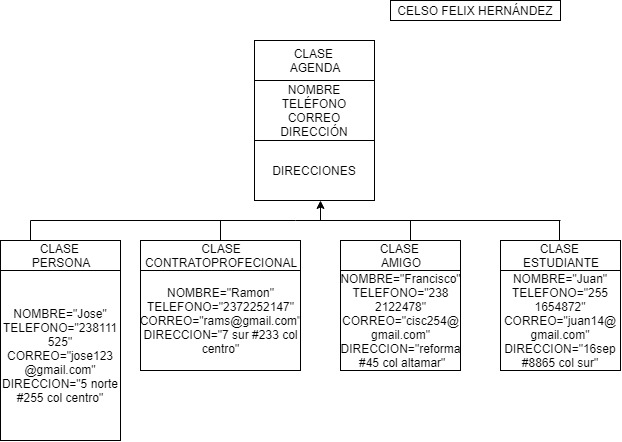 CELSO FELIX HERNÁNDEZ
CLASE
AGENDA
NOMBRE
TELÉFONO
CORREO
DIRECCIÓN
DIRECCIONES
CLASE
PERSONA
NOMBRE="Jose"
TELEFONO="238111
525"
CORREO="jose123
@gmail.com"
DIRECCION="5 norte
#255 col centro"
CLASE
CONTRATOPROFECIONAL
NOMBRE="Ramon"
TELEFONO="2372252147"
CORREO="rams@gmail.com"
DIRECCION="7 sur #233 col
centro"
CLASE
AMIGO
NOMBRE="Francisco"
TELEFONO="238
2122478"
CORREO="cisc254@
gmail.com"
DIRECCION="reforma
#45 col altamar"
CLASE
ESTUDIANTE
NOMBRE="Juan"
TELEFONO="255
1654872"
CORREO="juan14@
gmail.com"
DIRECCION="16sep
#8865 col sur"